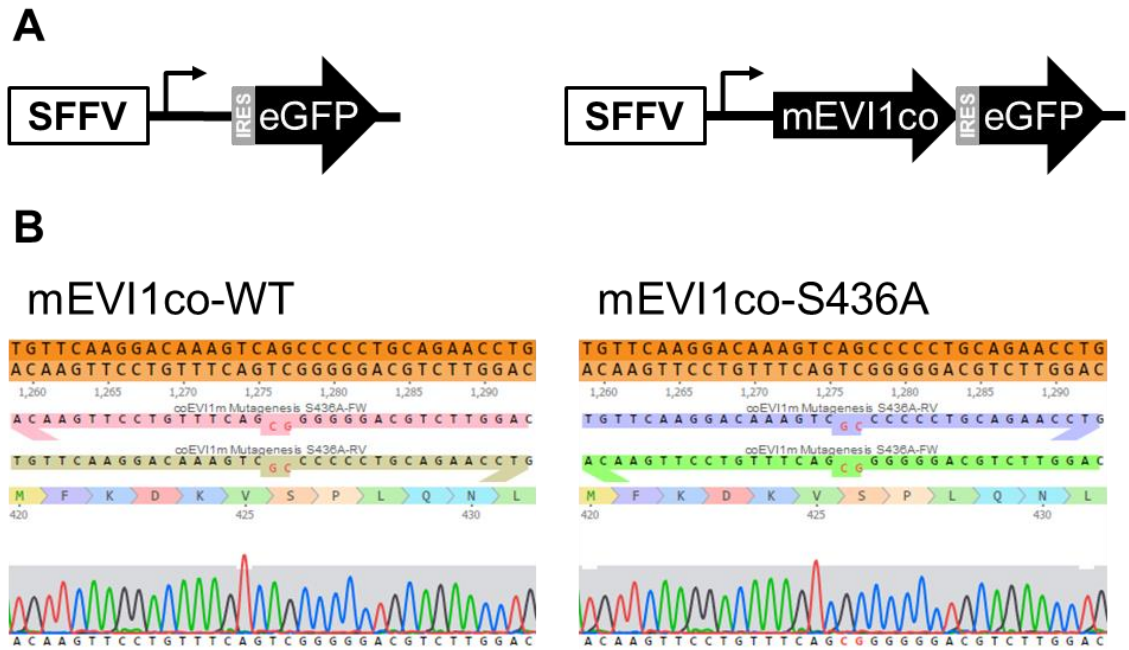 A
SFFV IRES eGFP
SFFV mEVI1co IRES eGFP
B
mEVI1co-WT
TGTTCAAGGACAAAGTCAGCCCCCTGCAGAACCTG
ACAAGTTCCTGTTTCAGTCGGGGGACGTCTTGGAC
1,260 1,265 1,270 1,275 1,280 1,285 1,290
coEVI1m Mutagenesis S436A-FW
ACAAGTTCCTGTTTCAGCGGGGGGACGTCTTGGAC
coEVI1m Mutagenesis S436A-RV
TGTTCAAGGACAAAGTCGCCCCCCTGCAGAACCTG
M F K D K V S P L Q N L
420 425 430
ACAAGTTCCTGTTTCAGTCGGGGGACGTCTTGGAC
mEVI1co-S436A
TGTTCAAGGACAAAGTCAGCCCCCTGCAGAACCTG
ACAAGTTCCTGTTTCAGTCGGGGGACGTCTTGGAC
1,260 1,265 1,270 1,275 1,280 1,285 1,290
coEVI1m Mutagenesis S436A-RV
TGTTCAAGGACAAAGTCGCCCCCCTGCAGAACCTG
coEVI1m Mutagenesis S436A-FW
ACAAGTTCCTGTTTCAGCGGGGGGACGTCTTGGAC
M F K D K V S P L Q N L
420 425 430
ACAAGTTCCTGTTTCAGCGGGGGGACGTCTTGGAC